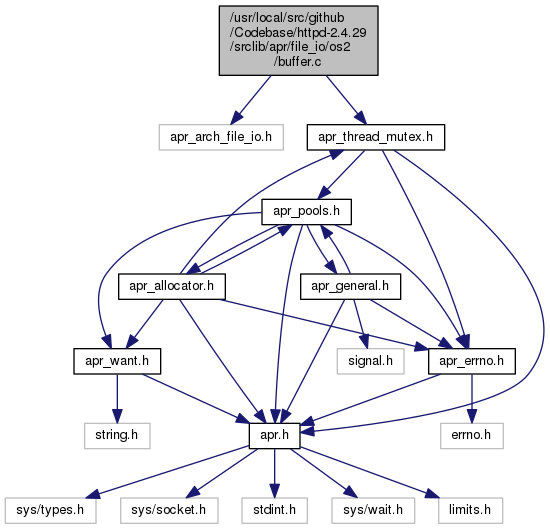 /usr/local/src/github
/Codebase/httpd-2.4.29
/srclib/apr/file_io/os2
/buffer.c
apr_arch_file_io.h
apr_thread_mutex.h
apr_pools.h
apr_allocator.h
apr_general.h
apr_want.h
signal.h
apr_errno.h
string.h
apr.h
errno.h
sys/types.h
sys/socket.h
stdint.h
sys/wait.h
limits.h